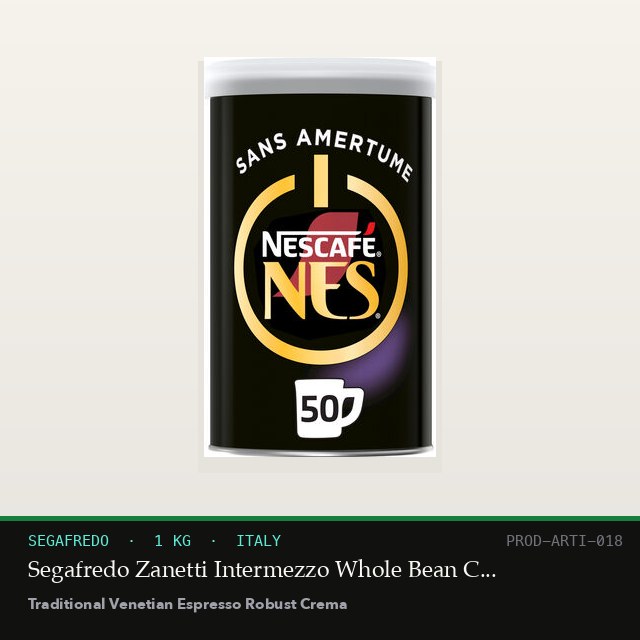 SANS AMERTUME
NESCAFÉ®
NES®
50
SEGAFREDO · 1 KG · ITALY
PROD–ARTI–018
Segafredo Zanetti Intermezzo Whole Bean C...
Traditional Venetian Espresso Robust Crema